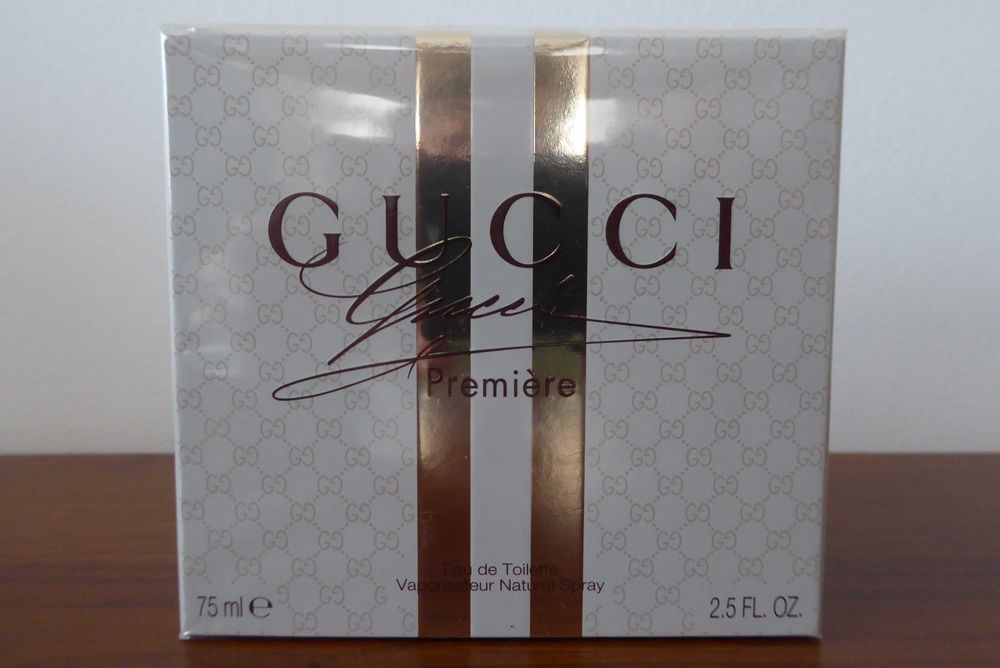 GUCCI
Gucci
Première
Eau de Toilette
Vaporisateur Natural Spray
75 ml ℮
2.5 FL. OZ.